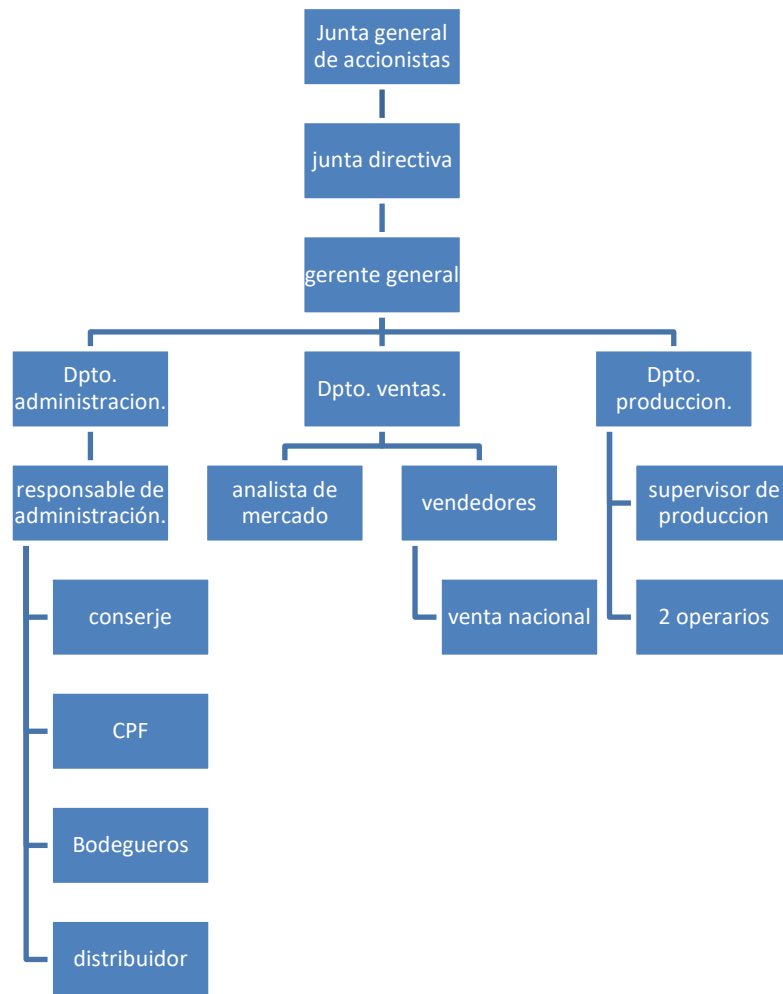 Junta general
de accionistas
junta directiva
gerente general
Dpto.
administracion.
Dpto. ventas.
Dpto.
produccion.
responsable de
administración.
analista de
mercado
vendedores
supervisor de
produccion
conserje
venta nacional
2 operarios
CPF
Bodegueros
distribuidor